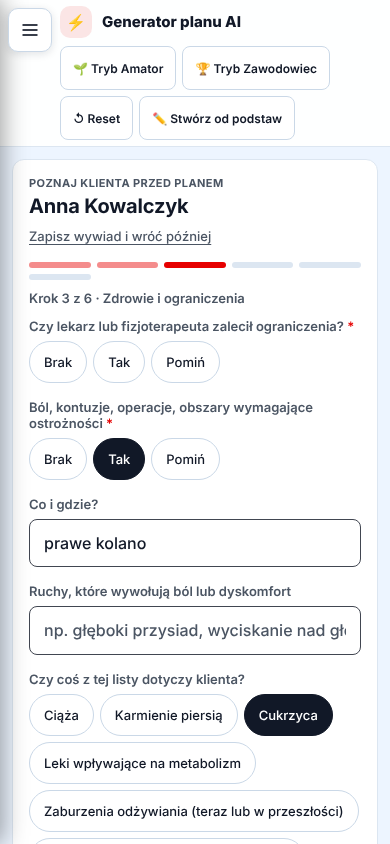 ⚡ Generator planu AI
🌱 Tryb Amator
🏆 Tryb Zawodowiec
↺ Reset
✏️ Stwórz od podstaw
POZNAJ KLIENTA PRZED PLANEM
Anna Kowalczyk
Zapisz wywiad i wróć później
Krok 3 z 6 · Zdrowie i ograniczenia
Czy lekarz lub fizjoterapeuta zalecił ograniczenia? *
Brak
Tak
Pomiń
Ból, kontuzje, operacje, obszary wymagające
ostrożności *
Brak
Tak
Pomiń
Co i gdzie?
prawe kolano
Ruchy, które wywołują ból lub dyskomfort
np. głęboki przysiad, wyciskanie nad
Czy coś z tej listy dotyczy klienta?
Ciąża
Karmienie piersią
Cukrzyca
Leki wpływające na metabolizm
Zaburzenia odżywiania (teraz lub w przeszłości)